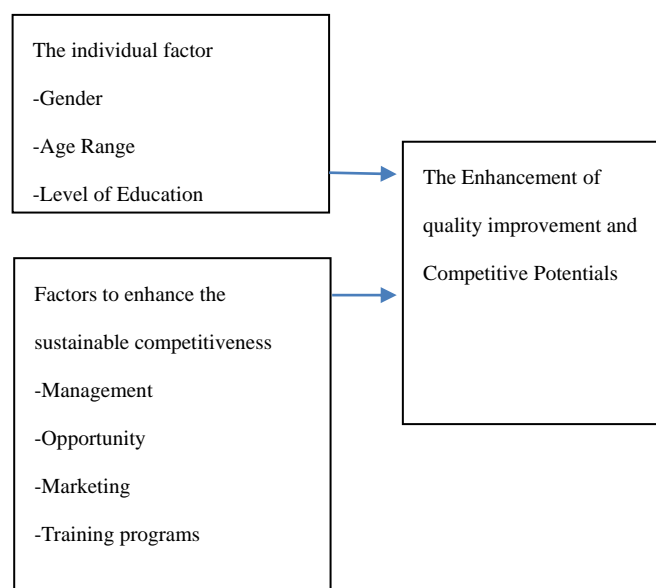 The individual factor
-Gender
-Age Range
-Level of Education
Factors to enhance the
sustainable competitiveness
-Management
-Opportunity
-Marketing
-Training programs
The Enhancement of
quality improvement and
Competitive Potentials